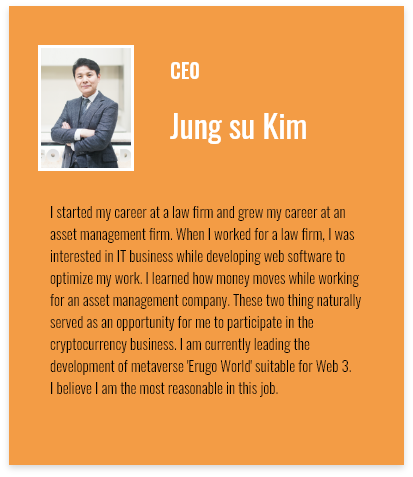 CEO
Jung su Kim
I started my career at a law firm and grew my career at an
asset management firm. When I worked for a law firm, I was
interested in IT business while developing web software to
optimize my work. I learned how money moves while working
for an asset management company. These two thing naturally
served as an opportunity for me to participate in the
cryptocurrency business. I am currently leading the
development of metaverse 'Erugo World' suitable for Web 3.
I believe I am the most reasonable in this job.